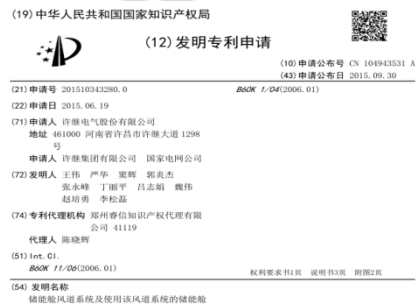 (19)中华人民共和国国家知识产权局
(12)发明专利申请
(10)申请公布号 CN 104943531 A
(43)申请公布日 2015.09.30
(21)申请号 201510343280.0
(22)申请日 2015.06.19
(71)申请人 许继电气股份有限公司
地址 461000 河南省许昌市许继大道 1298
号
申请人 许继集团有限公司 国家电网公司
(72)发明人 王伟 严华 窦辉 郭炎杰
张永峰 丁丽平 吕志娟 魏伟
赵培勇 李松磊
(74)专利代理机构 郑州睿信知识产权代理有限
公司 41119
代理人 陈晓辉
(51)Int.Cl.
B60K 11/06(2006.01)
B60K 1/04(2006.01)
权利要求书1页 说明书3页 附图2页
(54)发明名称
储能舱风道系统及使用该风道系统的储能舱